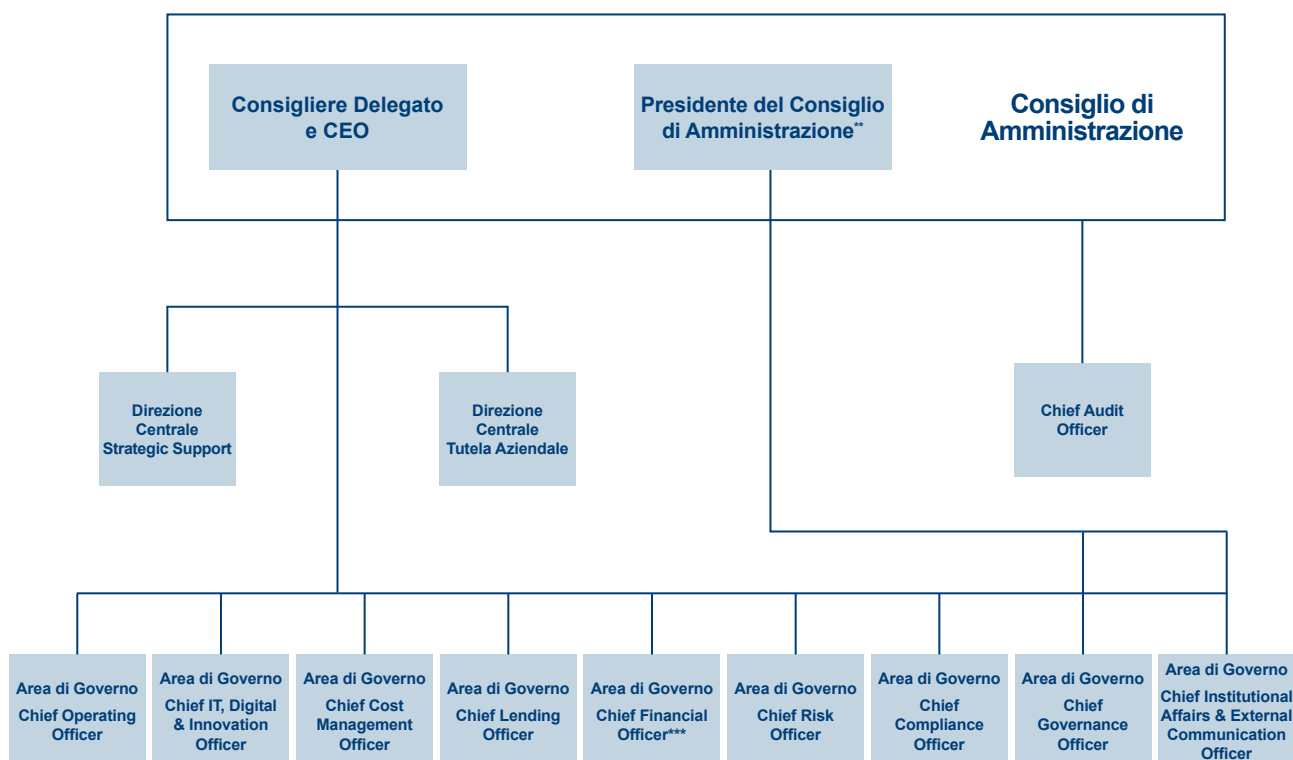 Consigliere Delegato
e CEO
Presidente del Consiglio
di Amministrazione**
Consiglio di
Amministrazione
Direzione
Centrale
Strategic Support
Direzione
Centrale
Tutela Aziendale
Chief Audit
Officer
Area di Governo
Chief Operating
Officer
Area di Governo
Chief IT, Digital
& Innovation
Officer
Area di Governo
Chief Cost
Management
Officer
Area di Governo
Chief Lending
Officer
Area di Governo
Chief Financial
Officer***
Area di Governo
Chief Risk
Officer
Area di Governo
Chief
Compliance
Officer
Area di Governo
Chief
Governance
Officer
Area di Governo
Chief Institutional
Affairs & External
Communication
Officer